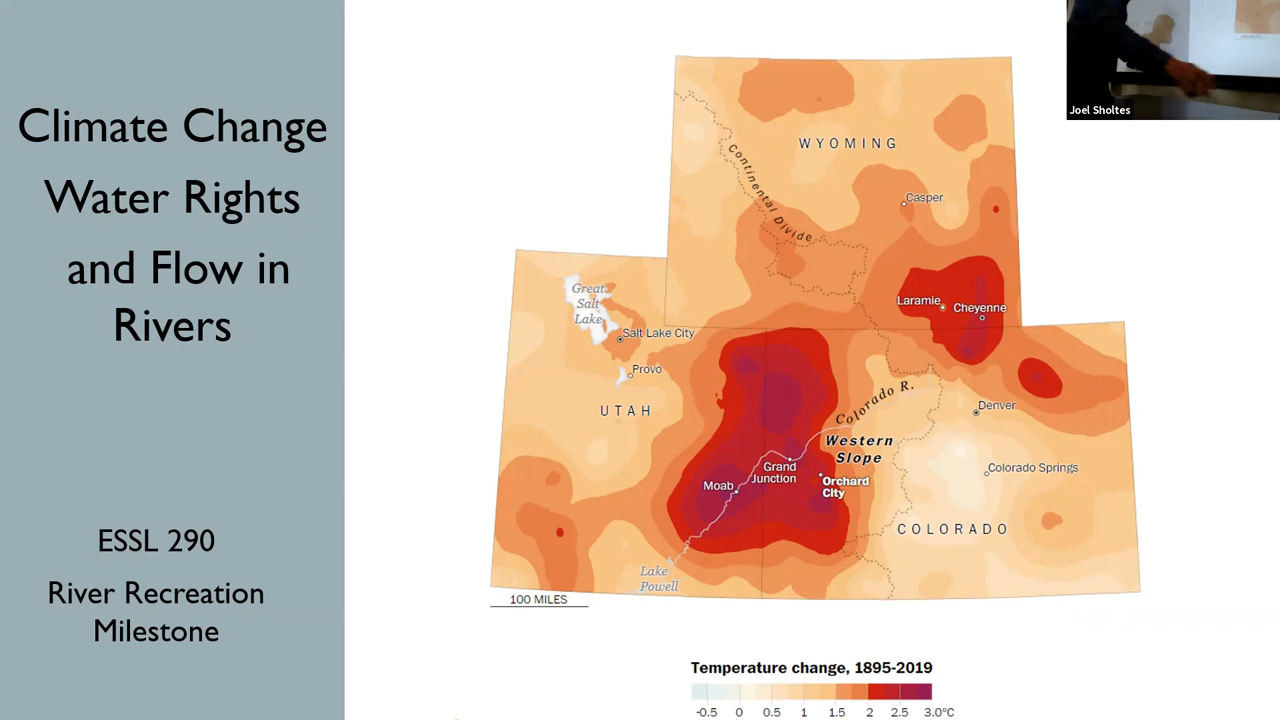 Climate Change
Water Rights
and Flow in
Rivers
ESSL 290
River Recreation
Milestone
Joel Sholtes
WYOMING
Continental Divide
Casper
Laramie
Cheyenne
Great
Salt
Lake
Salt Lake City
Provo
UTAH
Colorado R.
Denver
Western
Slope
Grand
Junction
Colorado Springs
Moab
Orchard
City
COLORADO
Lake
Powell
100 MILES
Temperature change, 1895-2019
-0.5 0 0.5 1 1.5 2 2.5 3.0°C